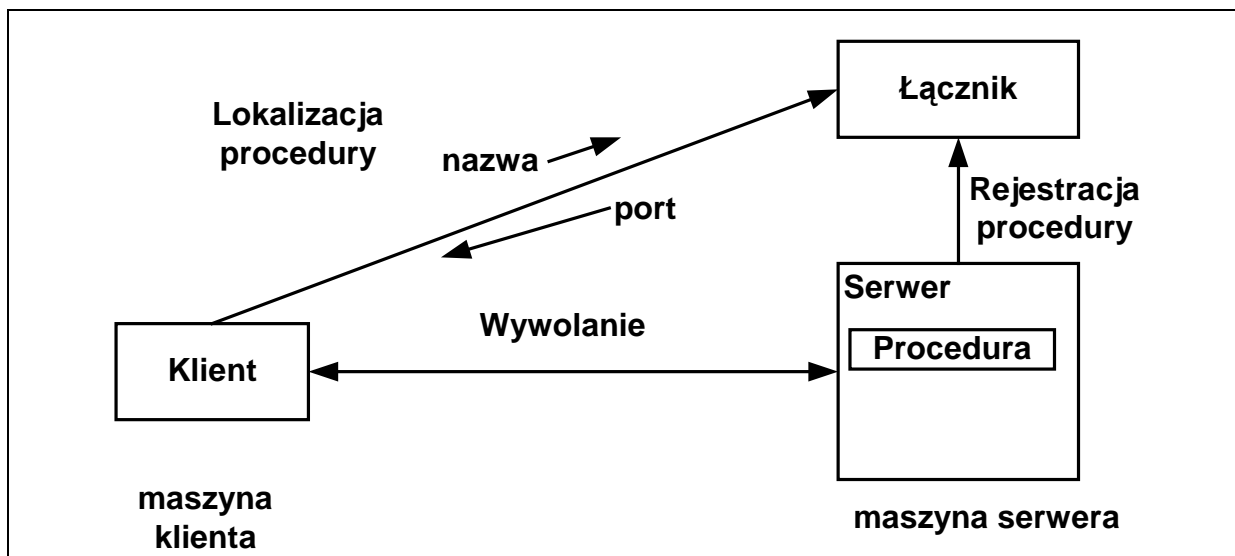 Łącznik
Lokalizacja
procedury
nazwa
port
Rejestracja
procedury
Serwer
Procedura
Wywolanie
Klient
maszyna
klienta
maszyna serwera